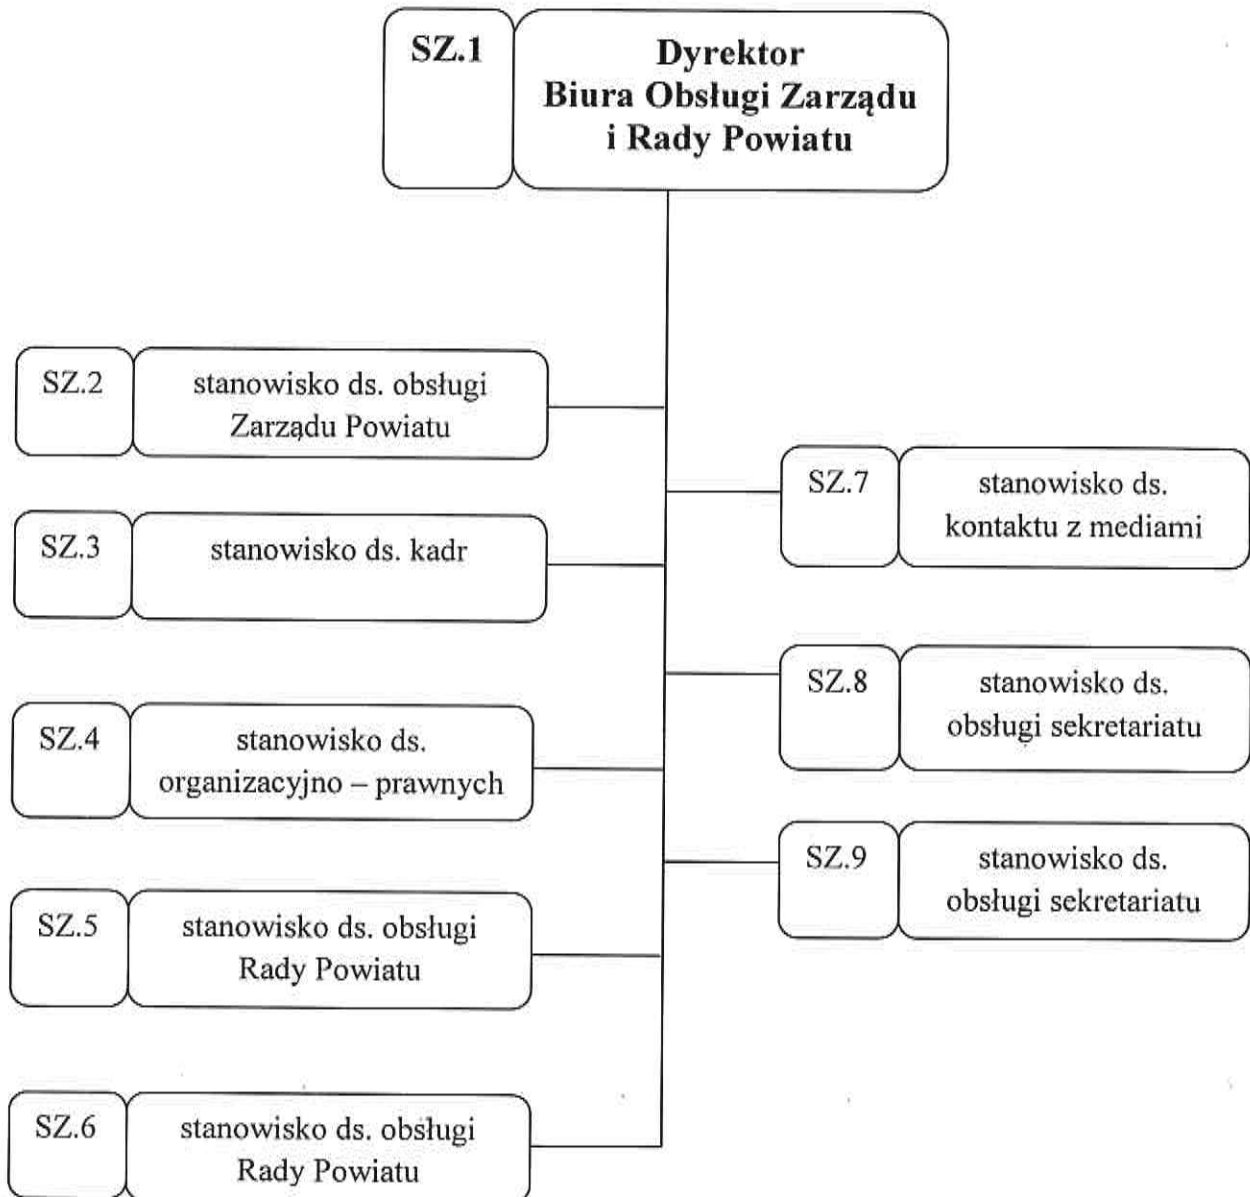 SZ.1
Dyrektor
Biura Obsługi Zarządu
i Rady Powiatu
SZ.2
stanowisko ds. obsługi
Zarządu Powiatu
SZ.3
stanowisko ds. kadr
SZ.4
stanowisko ds.
organizacyjno – prawnych
SZ.5
stanowisko ds. obsługi
Rady Powiatu
SZ.6
stanowisko ds. obsługi
Rady Powiatu
SZ.7
stanowisko ds.
kontaktu z mediami
SZ.8
stanowisko ds.
obsługi sekretariatu
SZ.9
stanowisko ds.
obsługi sekretariatu